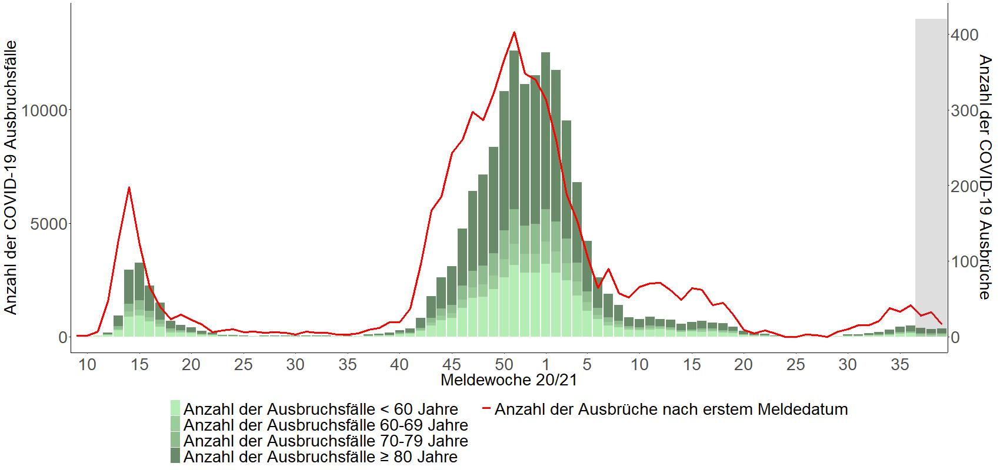 Anzahl der COVID-19 Ausbruchsfälle
10000
5000
0
400
300
200
100
0
Anzahl der COVID-19 Ausbrüche
10 15 20 25 30 35 40 45 50 1 5 10 15 20 25 30 35
Meldewoche 20/21
Anzahl der Ausbruchsfälle < 60 Jahre
Anzahl der Ausbruchsfälle 60-69 Jahre
Anzahl der Ausbruchsfälle 70-79 Jahre
Anzahl der Ausbruchsfälle ≥ 80 Jahre
Anzahl der Ausbrüche nach erstem Meldedatum